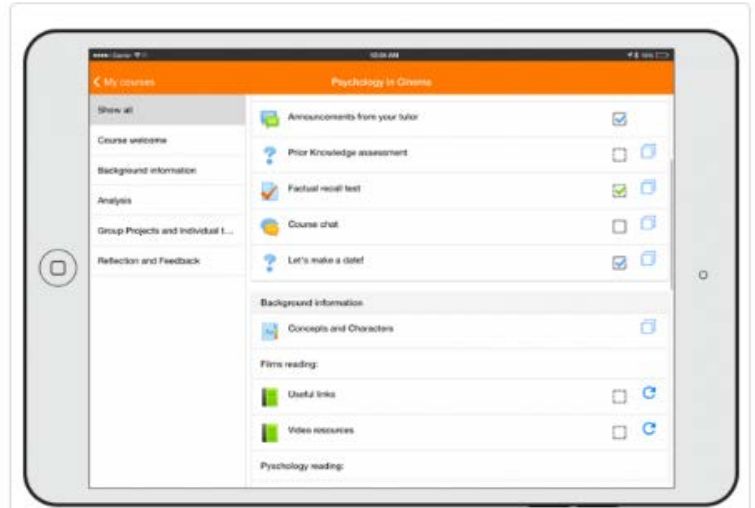 10:04 AM
My courses
Psychology in Cinema
Show all
Course welcome
Background information
Analysis
Group Projects and Individual t...
Reflection and Feedback
Announcements from your tutor
Prior Knowledge assessment
Factual recall test
Course chat
Let's make a date!
Background information
Concepts and Characters
Films reading:
Useful links
Video resources
Pyschology reading: